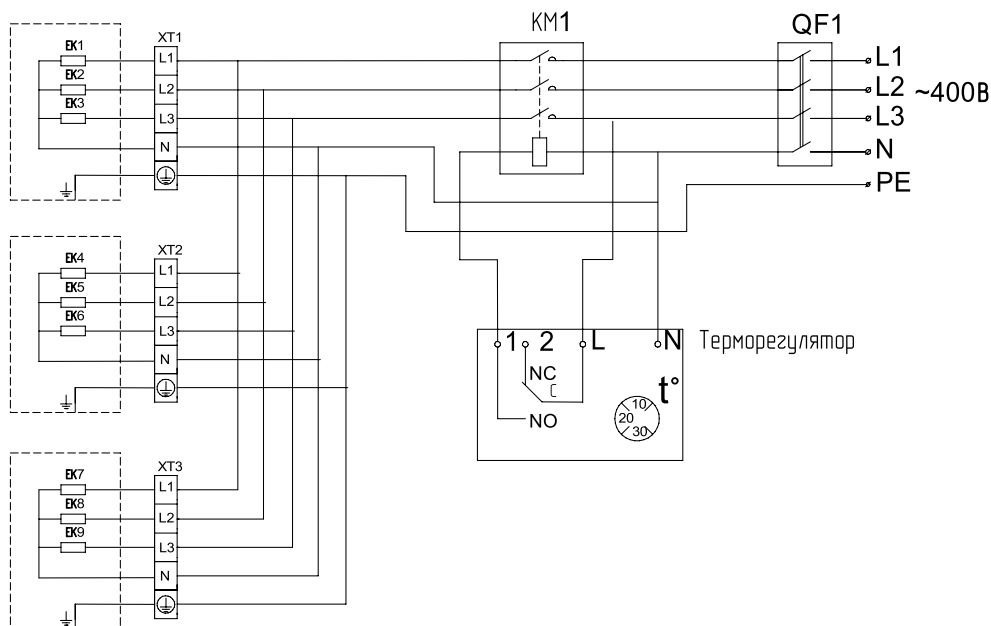 KM1
QF1
XT1
EK1
L1
L1
EK2
L2
L2
~400В
EK3
L3
L3
N
N
PE
XT2
EK4
L1
EK5
L2
EK6
L3
N
1
2
L
N
Терморегулятор
NC
C
t°
NO
10
20
30
XT3
EK7
L1
EK8
L2
EK9
L3
N